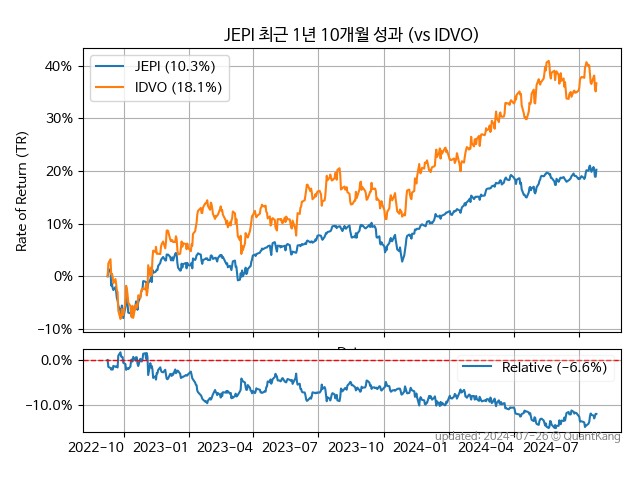 JEPI 최근 1년 10개월 성과 (vs IDVO)
JEPI (10.3%)
IDVO (18.1%)
Rate of Return (TR)
40%
30%
20%
10%
0%
−10%
0.0%
−10.0%
Relative (−6.6%)
2022−10 2023−01 2023−04 2023−07 2023−10 2024−01 2024−04 2024−07
updated: 2024-07-26 © QuantKang